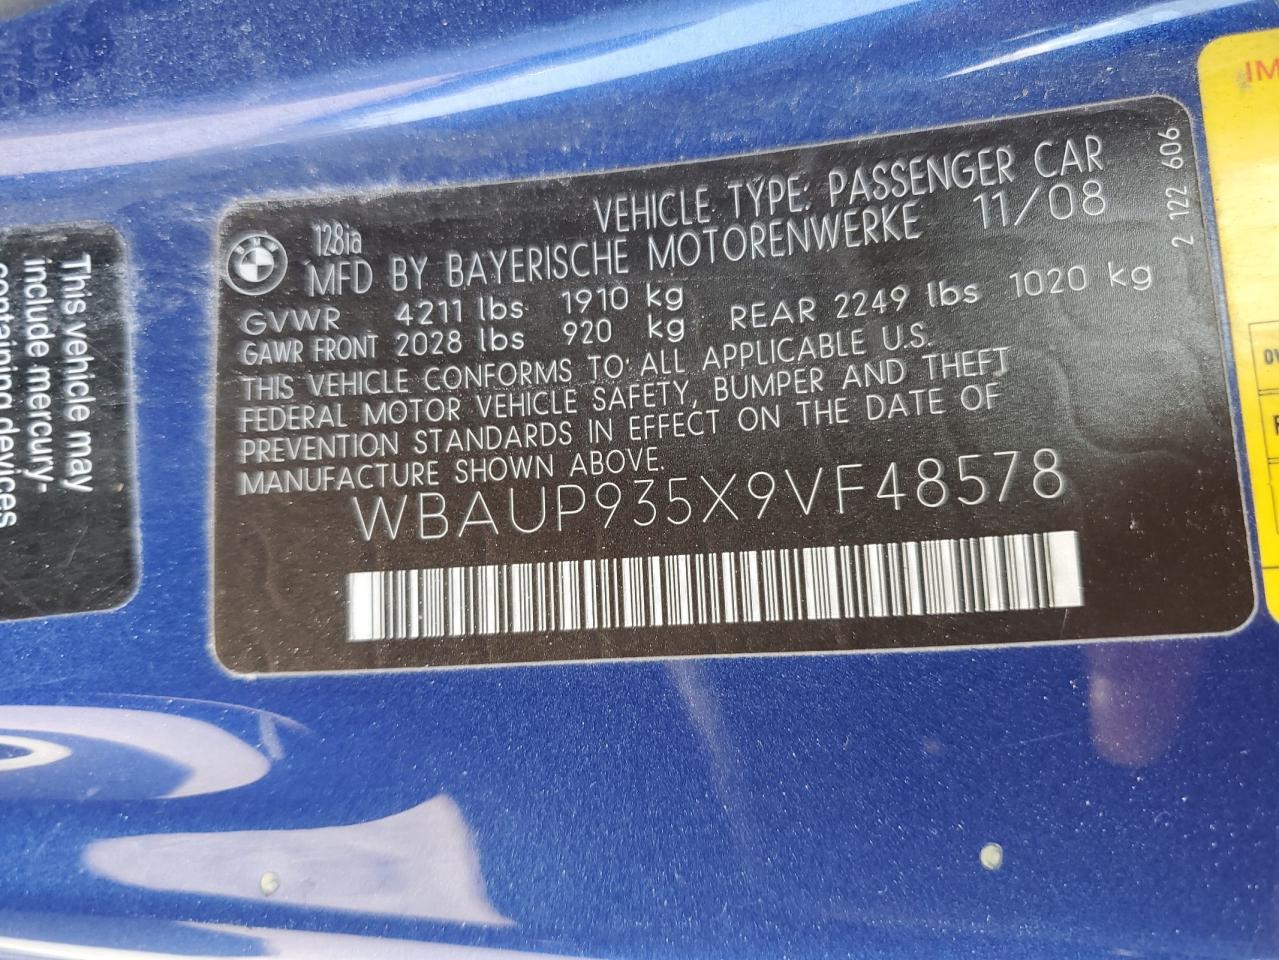 128ia
VEHICLE TYPE: PASSENGER CAR
MFD BY BAYERISCHE MOTORENWERKE 11/08
GVWR 4211 lbs 1910 kg
GAWR FRONT 2028 lbs 920 kg REAR 2249 lbs 1020 kg
THIS VEHICLE CONFORMS TO ALL APPLICABLE U.S.
FEDERAL MOTOR VEHICLE SAFETY, BUMPER AND THEFT
PREVENTION STANDARDS IN EFFECT ON THE DATE OF
MANUFACTURE SHOWN ABOVE.
WBAUP935X9VF48578
2 122 606
This vehicle may
include mercury-
containing devices
IM